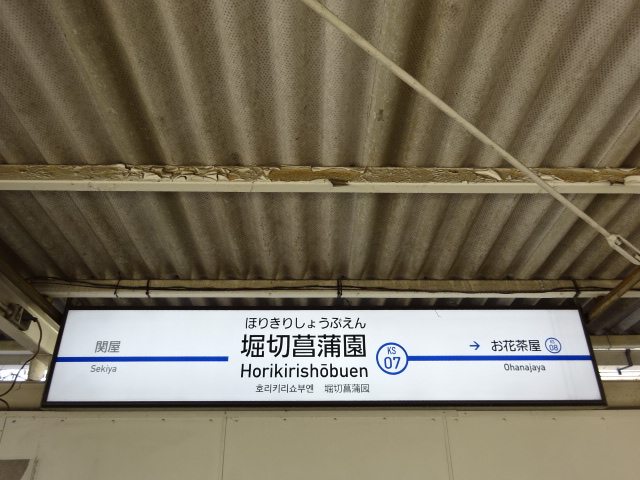 ほりきりしょうぶえん
堀切菖蒲園
Horikirishōbuen
호리키리쇼부엔 堀切菖蒲园
関屋
Sekiya
KS
07
→ お花茶屋
KS
08
Ohanajaya